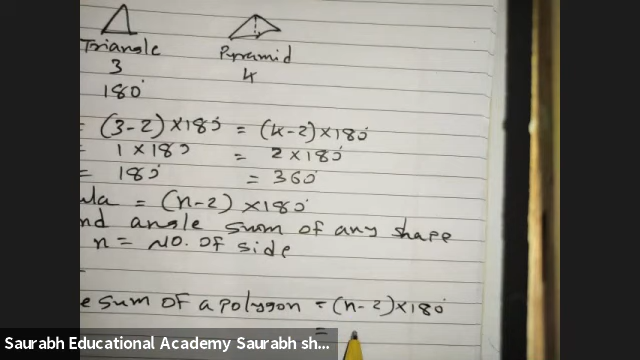 Triangle Pyramid
3 4
180°
= (3-2) ×180° = (4-2) ×180°
= 1 × 180 = 2 × 180°
= 180° = 360°
ula = (n-2) ×180°
nd angle sum of any shape
n = NO. of side
e sum of a polygon = (n-2)×180°
=
Saurabh Educational Academy Saurabh sh...